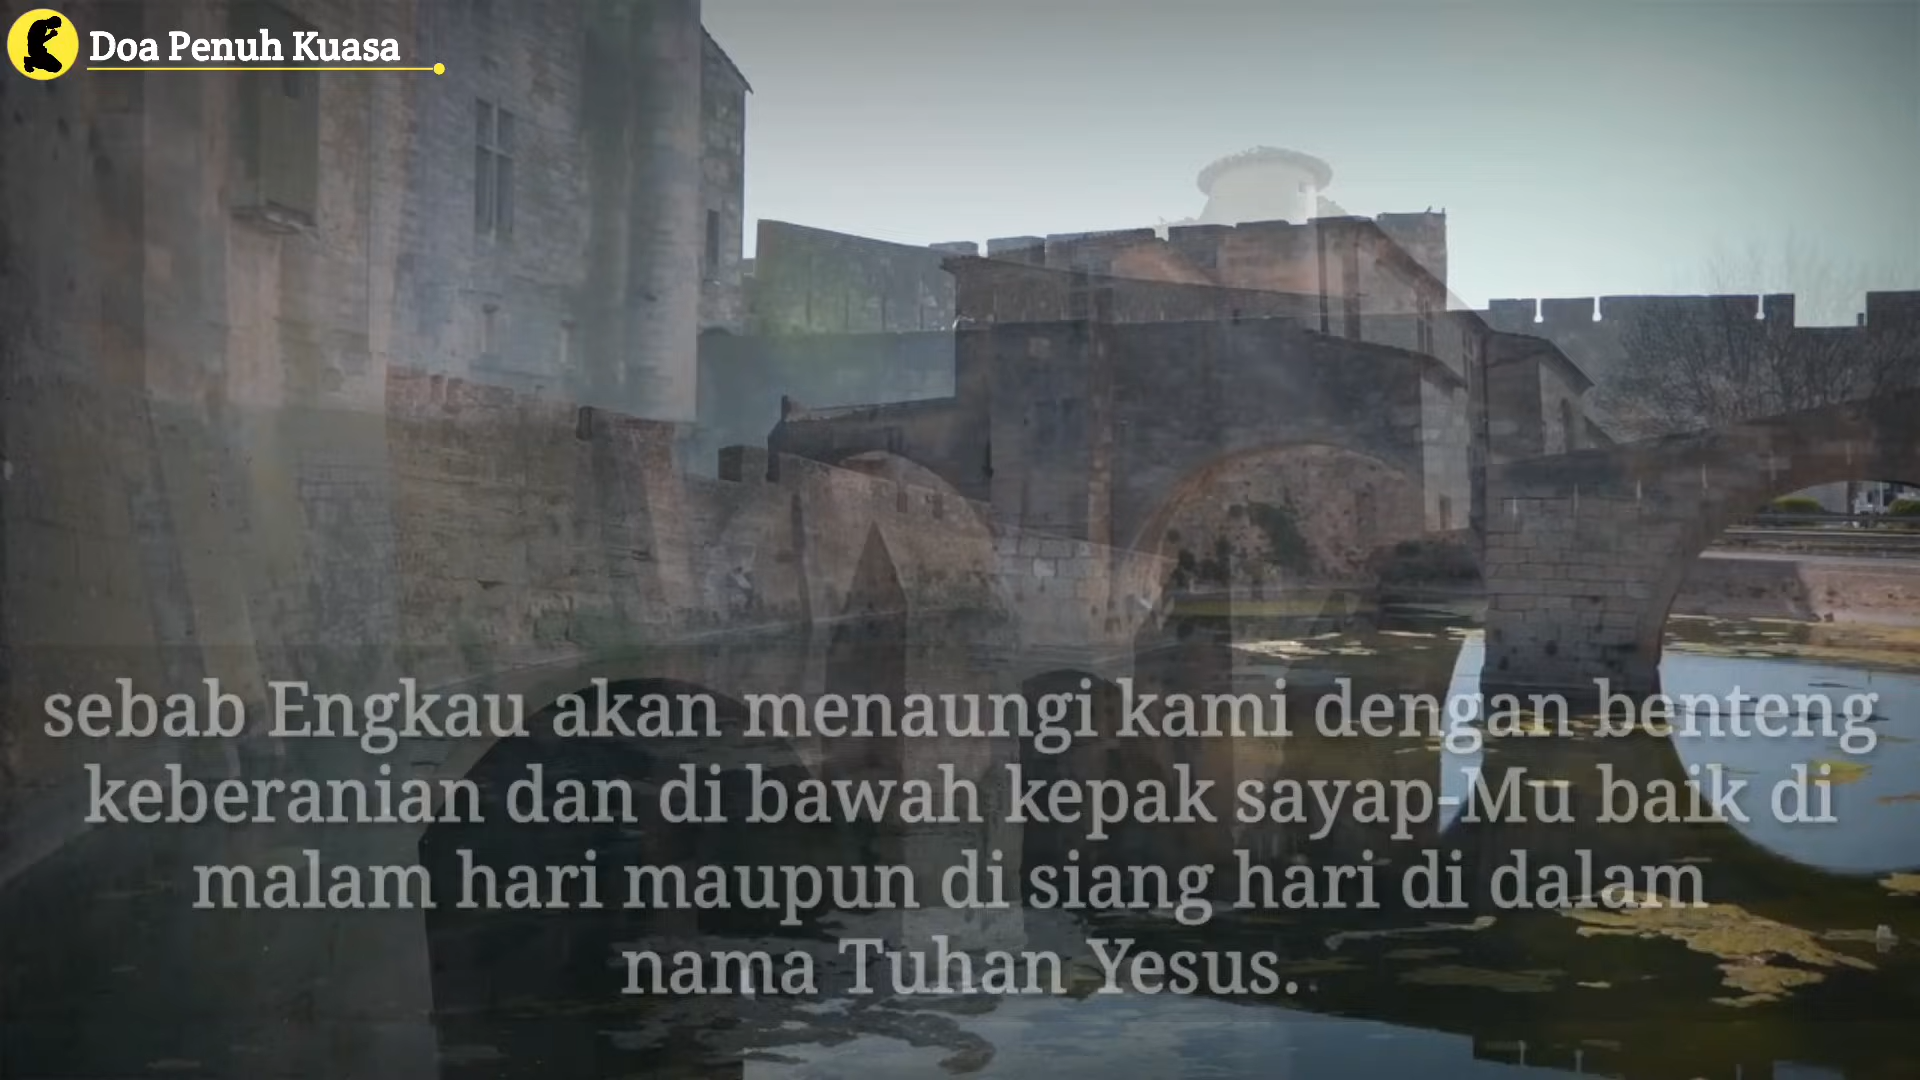 Doa Penuh Kuasa
sebab Engkau akan menaungi kami dengan benteng
keberanian dan di bawah kepak sayap-Mu baik di
malam hari maupun di siang hari di dalam
nama Tuhan Yesus.